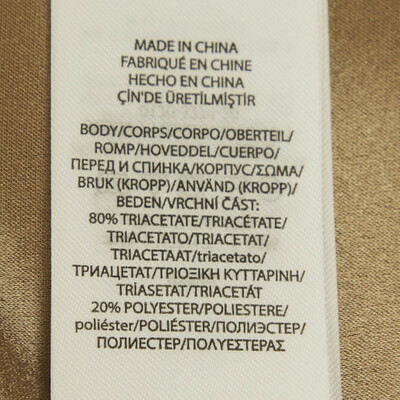 MADE IN CHINA
FABRIQUÉ EN CHINE
HECHO EN CHINA
ÇİN'DE ÜRETİLMİŞTİR
BODY/CORPS/CORPO/OBERTEIL/
ROMP/HOVEDDEL/CUERPO/
ПЕРЕД И СПИНКА/КОРПУС/ΣΩΜΑ/
BRUK (KROPP)/ANVÄND (KROPP)/
BEDEN/VRCHNÍ ČÁST:
80% TRIACETATE/TRIACÉTATE/
TRIACETATO/TRIACETAT/
TRIACETAAT/triacetato/
ТРИАЦЕТАТ/ΤΡΙΟΞΙΚΗ ΚΥΤΤΑΡΙΝΗ/
TRİASETAT/TRIACETÁT
20% POLYESTER/POLIESTERE/
poliéster/POLIÉSTER/ПОЛИЭСТЕР/
ПОЛИЕСТЕР/ΠΟΛΥΕΣΤΕΡΑΣ